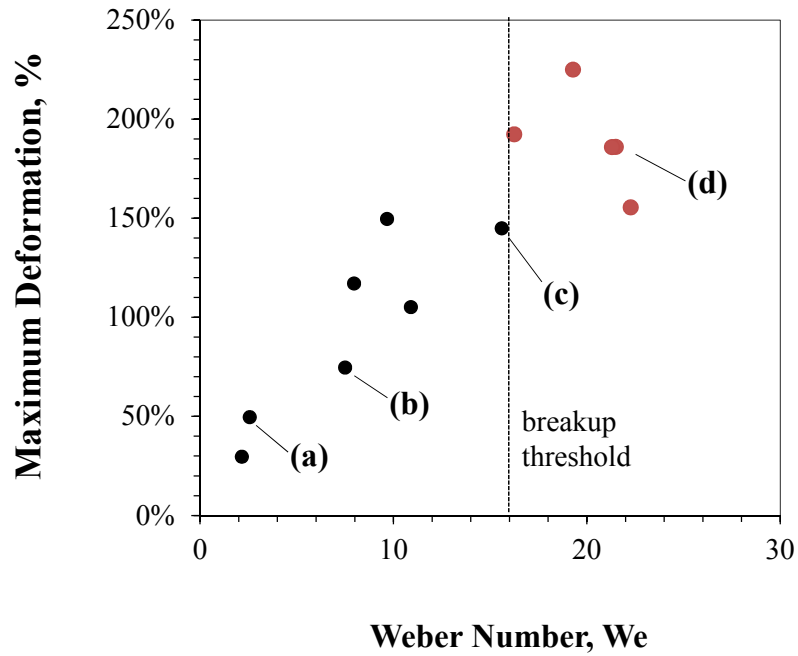 250%
200%
150%
100%
50%
0%
Maximum Deformation, %
(a)
(b)
(c)
(d)
breakup
threshold
0
10
20
30
Weber Number, We